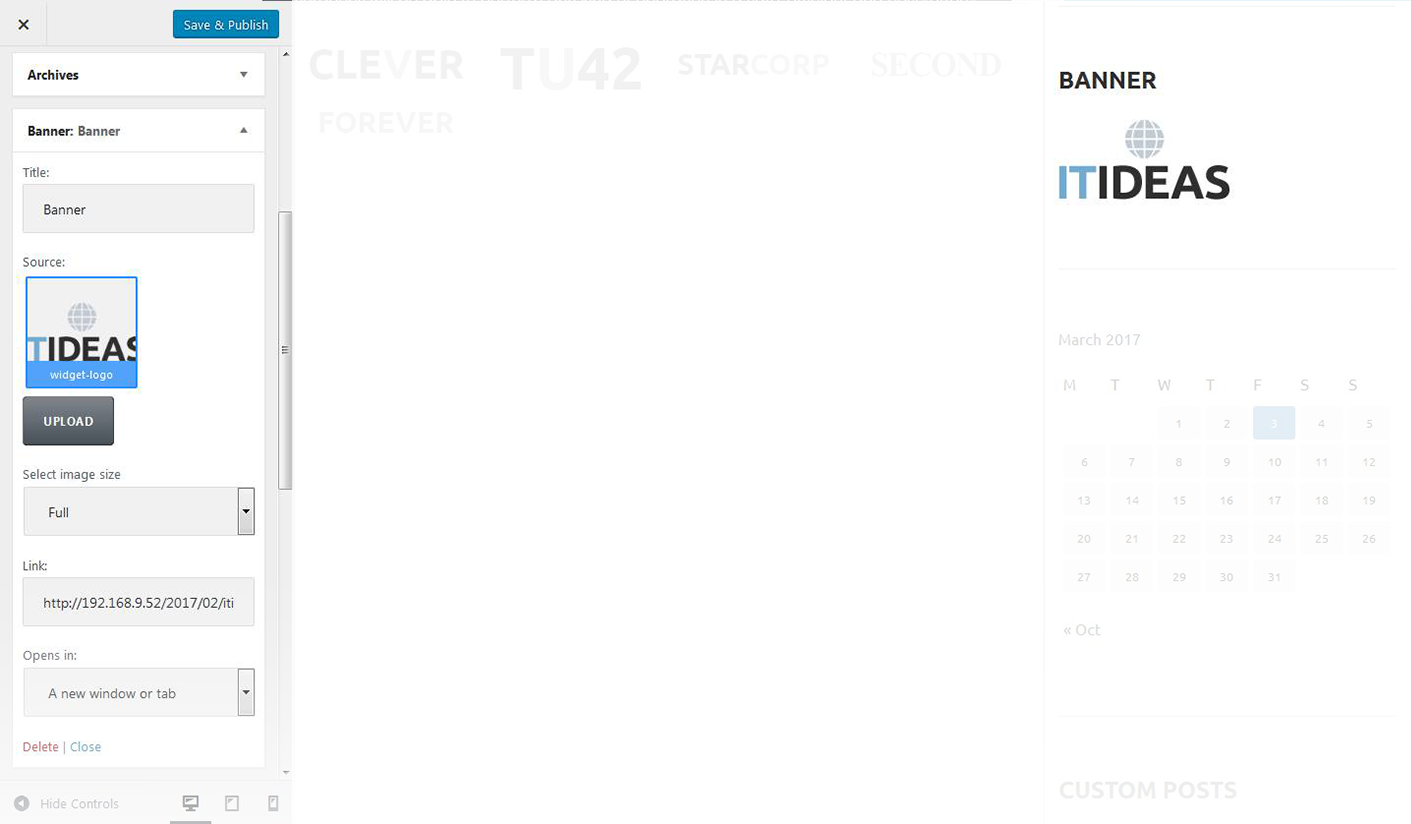 Save & Publish
Archives
Banner: Banner
Title:
Banner
Source:
TIDEAS
widget-logo
UPLOAD
Select image size
Full
Link:
http://192.168.9.52/2017/02/iti
Opens in:
A new window or tab
Delete | Close
Hide Controls
CLEVER TU42 STARCORP SECOND
FOREVER
BANNER
ITIDEAS
March 2017
M T W T F S S
1 2 3 4 5
6 7 8 9 10 11 12
13 14 15 16 17 18 19
20 21 22 23 24 25 26
27 28 29 30 31
« Oct
CUSTOM POSTS